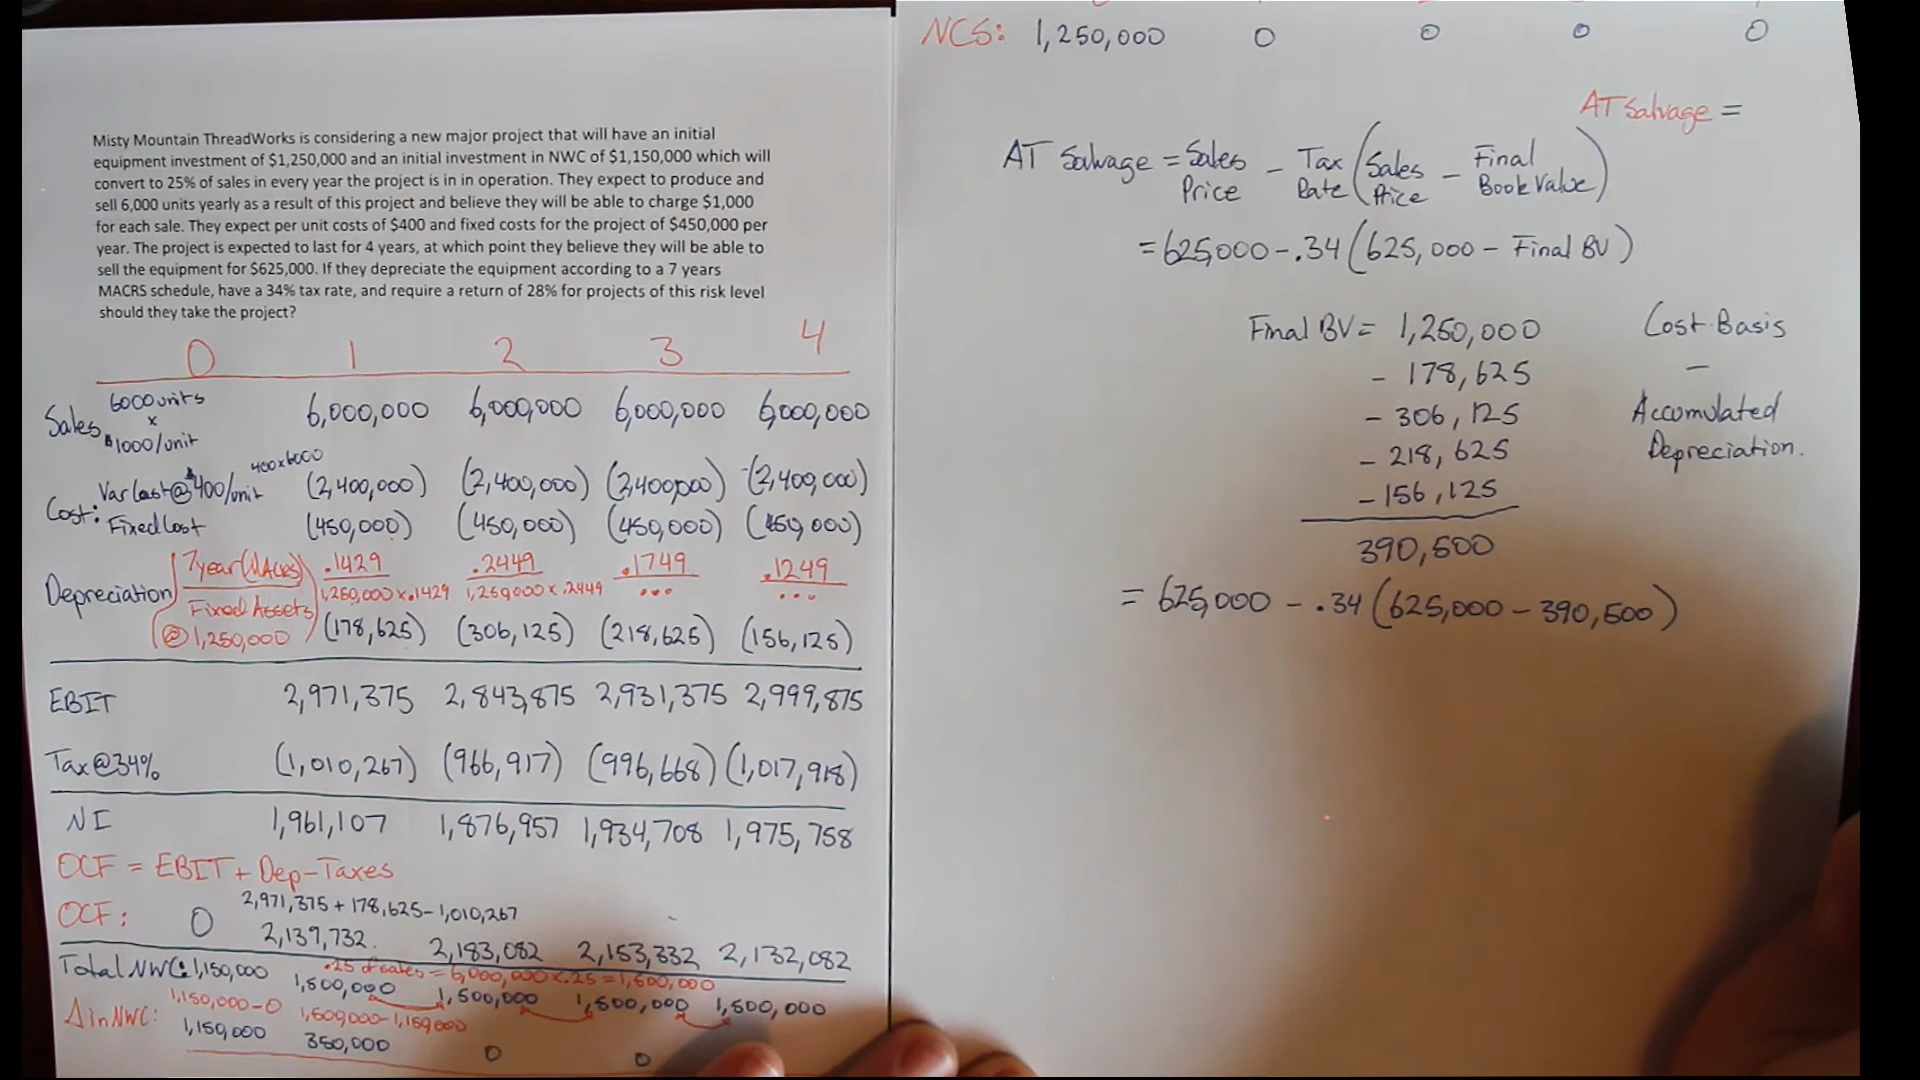 Misty Mountain ThreadWorks is considering a new major project that will have an initial
equipment investment of $1,250,000 and an initial investment in NWC of $1,150,000 which will
convert to 25% of sales in every year the project is in in operation. They expect to produce and
sell 6,000 units yearly as a result of this project and believe they will be able to charge $1,000
for each sale. They expect per unit costs of $400 and fixed costs for the project of $450,000 per
year. The project is expected to last for 4 years, at which point they believe they will be able to
sell the equipment for $625,000. If they depreciate the equipment according to a 7 years
MACRS schedule, have a 34% tax rate, and require a return of 28% for projects of this risk level
should they take the project?
0 1 2 3 4
Sales 6000 units x $1000/unit 6,000,000 6,000,000 6,000,000 6,000,000
400x6000
Cost: Var Cost @ $400/unit (2,400,000) (2,400,000) (2,400,000) (2,400,000)
Fixed Cost (450,000) (450,000) (450,000) (450,000)
Depreciation 7 year (MACRS) .1429 .2449 .1749 .1249
Fixed Assets 1,250,000 x .1429 1,250,000 x .2449 ... ...
@ 1,250,000 (178,625) (306,125) (218,625) (156,125)
EBIT 2,971,375 2,843,875 2,931,375 2,999,875
Tax@34% (1,010,267) (966,917) (996,668) (1,017,918)
NI 1,961,107 1,876,957 1,934,708 1,975,758
OCF = EBIT + Dep - Taxes
2,971,375 + 178,625 - 1,010,267
OCF: 0 2,139,732 2,183,082 2,153,332 2,132,082
.25 of sales = 6,000,000 x .25 = 1,500,000
Total NWC: 1,150,000 1,500,000 1,500,000 1,500,000 1,500,000
1,150,000-0 1,500,000-1,150,000
Δ in NWC: 1,150,000 350,000 0 0
NCS: 1,250,000 0 0 0 0
AT Salvage =
AT Salvage = Sales Price - Tax Rate (Sales Price - Final Book Value)
= 625,000 - .34 (625,000 - Final BV)
Final BV = 1,250,000 Cost Basis
- 178,625 -
- 306,125 Accumulated
- 218,625 Depreciation.
- 156,125
390,500
= 625,000 - .34 (625,000 - 390,500)